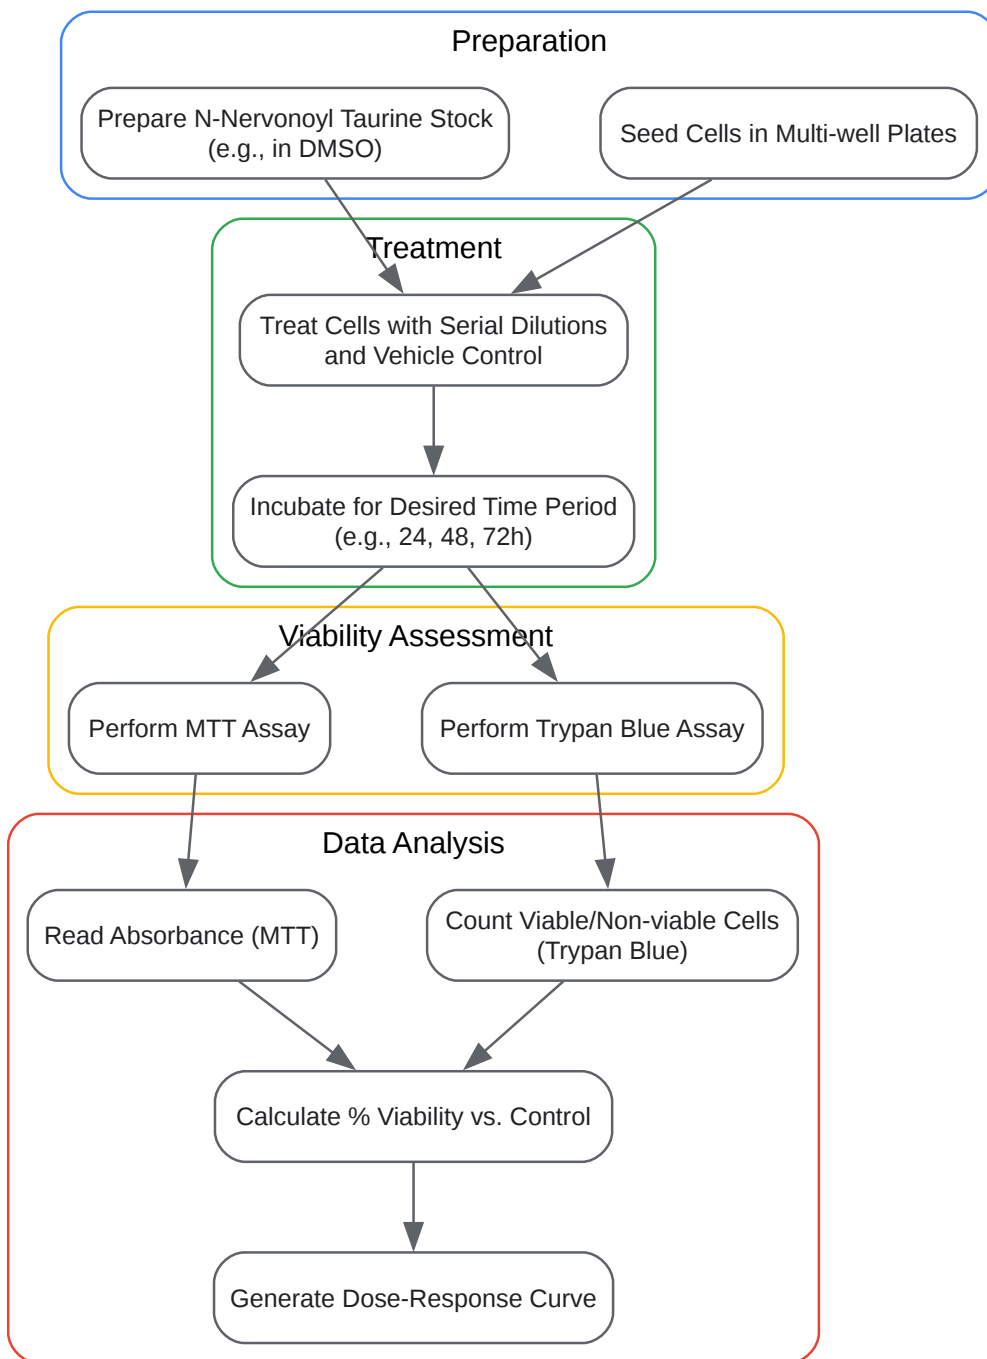 Preparation
Prepare N-Nervonoyl Taurine Stock
(e.g., in DMSO)
Seed Cells in Multi-well Plates
Treatment
Treat Cells with Serial Dilutions
and Vehicle Control
Incubate for Desired Time Period
(e.g., 24, 48, 72h)
Viability Assessment
Perform MTT Assay
Perform Trypan Blue Assay
Data Analysis
Read Absorbance (MTT)
Count Viable/Non-viable Cells
(Trypan Blue)
Calculate % Viability vs. Control
Generate Dose-Response Curve